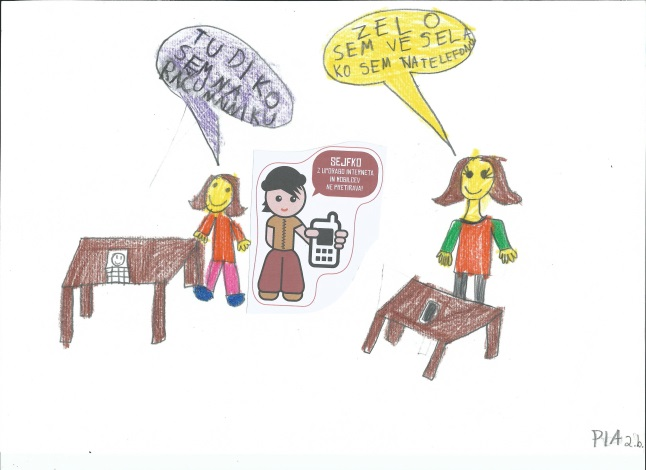 TUDI KO
SEM NA
RAČUNALNIKU
ZELO
SEM VESELA
KO SEM NA TELEFONU
SEJFKO
Z UPORABO INTERNETA
IN MOBILCEV
NE PRETIRAVA!
PIA 2.b.